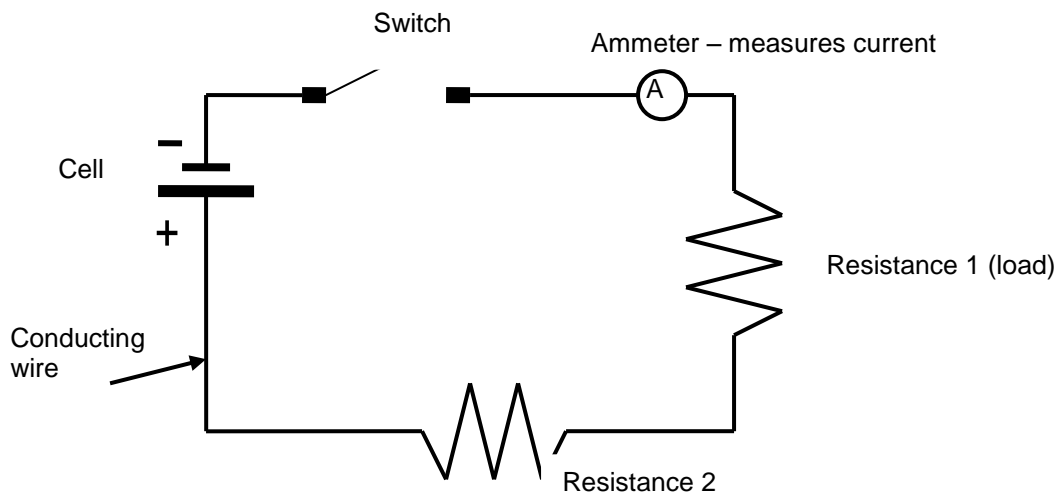 Switch
Ammeter – measures current
A
–
Cell
+
Resistance 1 (load)
Conducting
wire
Resistance 2